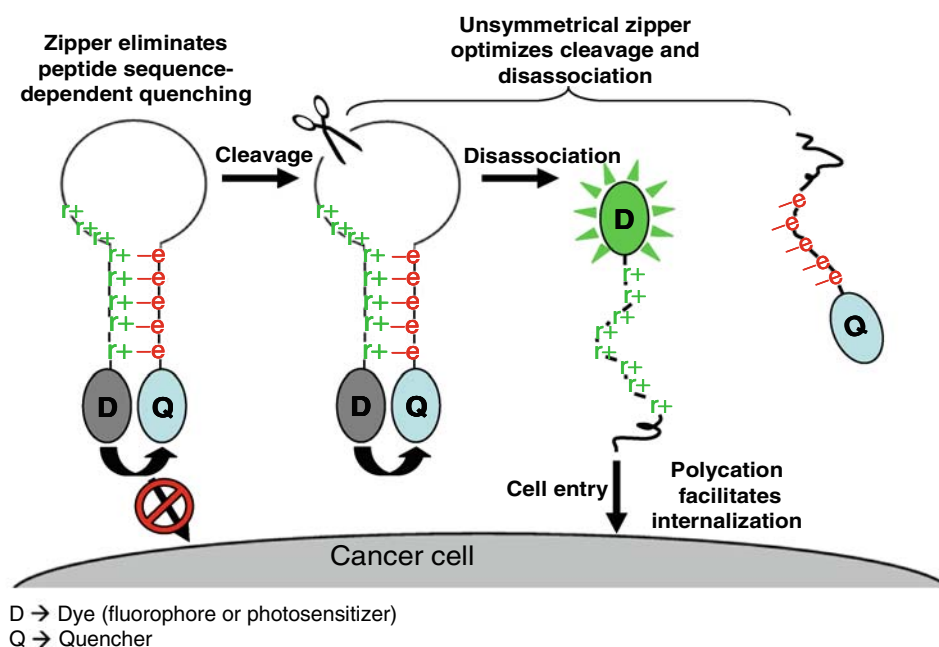 Zipper eliminates
peptide sequence-
dependent quenching
Unsymmetrical zipper
optimizes cleavage and
disassociation
Cleavage
Disassociation
r+
r+
r+
r+
r+ –e
r+ –e
r+ –e
r+ –e
r+ –e
D Q
r+
r+
r+
r+
r+ –e
r+ –e
r+ –e
r+ –e
r+ –e
D Q
D
r+
r+
r+
r+
r+
r+
r+
r+
–e
–e
–e
–e
–e
Q
Cell entry
Polycation
facilitates
internalization
Cancer cell
D → Dye (fluorophore or photosensitizer)
Q → Quencher